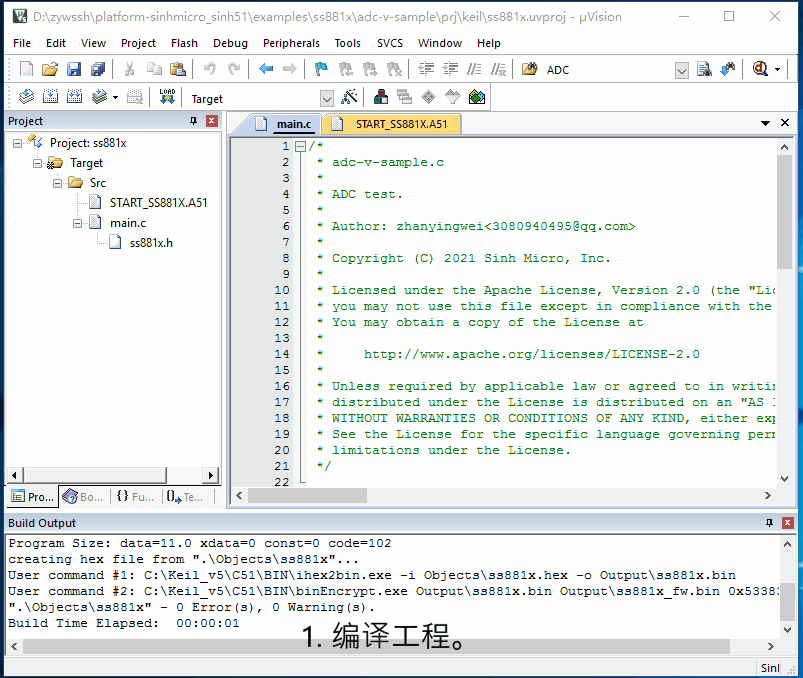 D:\zywssh\platform-sinhmicro_sinh51\examples\ss881x\adc-v-sample\prj\keil\ss881x.uvproj - µVision
File Edit View Project Flash Debug Peripherals Tools SVCS Window Help
ADC
LOAD Target
Project
Project: ss881x
Target
Src
START_SS881X.A51
main.c
ss881x.h
Pro... Bo... {} Fu... Te...
main.c START_SS881X.A51
1 /*
2 * adc-v-sample.c
3 *
4 * ADC test.
5 *
6 * Author: zhanyingwei<3080940495@qq.com>
7 *
8 * Copyright (C) 2021 Sinh Micro, Inc.
9 *
10 * Licensed under the Apache License, Version 2.0 (the "Lic
11 * you may not use this file except in compliance with the
12 * You may obtain a copy of the License at
13 *
14 * http://www.apache.org/licenses/LICENSE-2.0
15 *
16 * Unless required by applicable law or agreed to in writin
17 * distributed under the License is distributed on an "AS I
18 * WITHOUT WARRANTIES OR CONDITIONS OF ANY KIND, either exp
19 * See the License for the specific language governing perm
20 * limitations under the License.
21 */
22
Build Output
Program Size: data=11.0 xdata=0 const=0 code=102
creating hex file from ".\Objects\ss881x"...
User command #1: C:\Keil_v5\C51\BIN\ihex2bin.exe -i Objects\ss881x.hex -o Output\ss881x.bin
User command #2: C:\Keil_v5\C51\BIN\binEncrypt.exe Output\ss881x.bin Output\ss881x_fw.bin 0x5338
".\Objects\ss881x" - 0 Error(s), 0 Warning(s).
Build Time Elapsed: 00:00:01
1. 编译工程。
Sinl